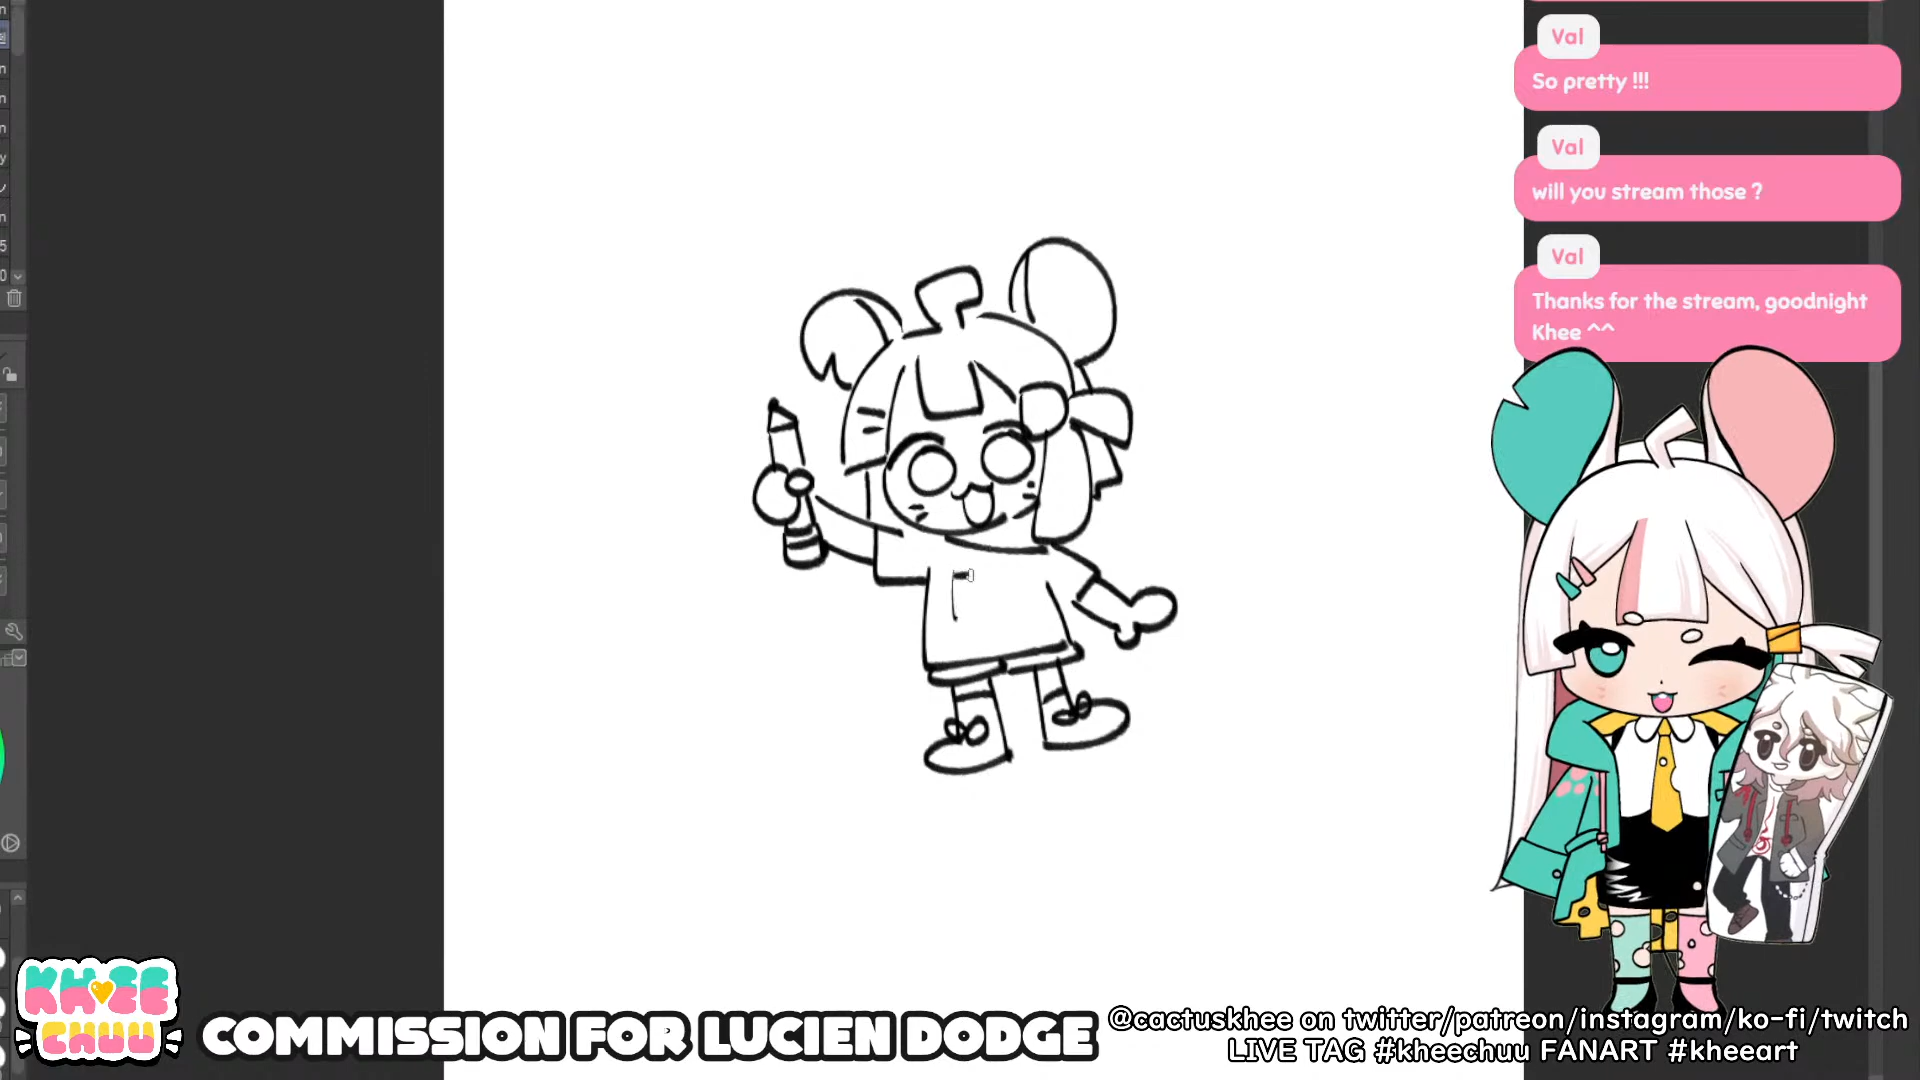 Val
So pretty !!!
Val
will you stream those ?
Val
Thanks for the stream, goodnight
Khee ^^
KHEE
CHUU
COMMISSION FOR LUCIEN DODGE
@cactuskhee on twitter/patreon/instagram/ko-fi/twitch
LIVE TAG #kheechuu FANART #kheeart